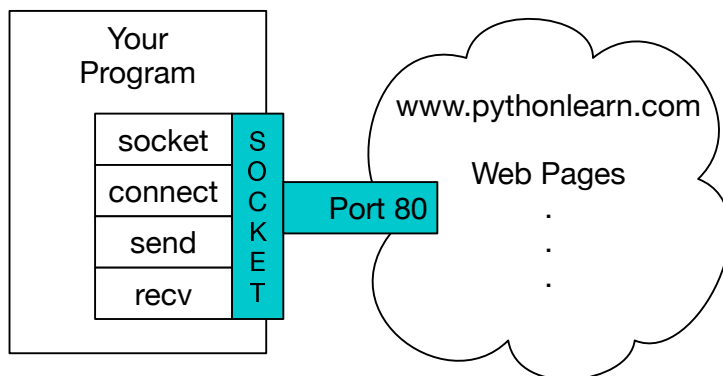 Your
Program
socket
connect
send
recv
S
O
C
K
E
T
Port 80
www.pythonlearn.com
Web Pages
.
.
.